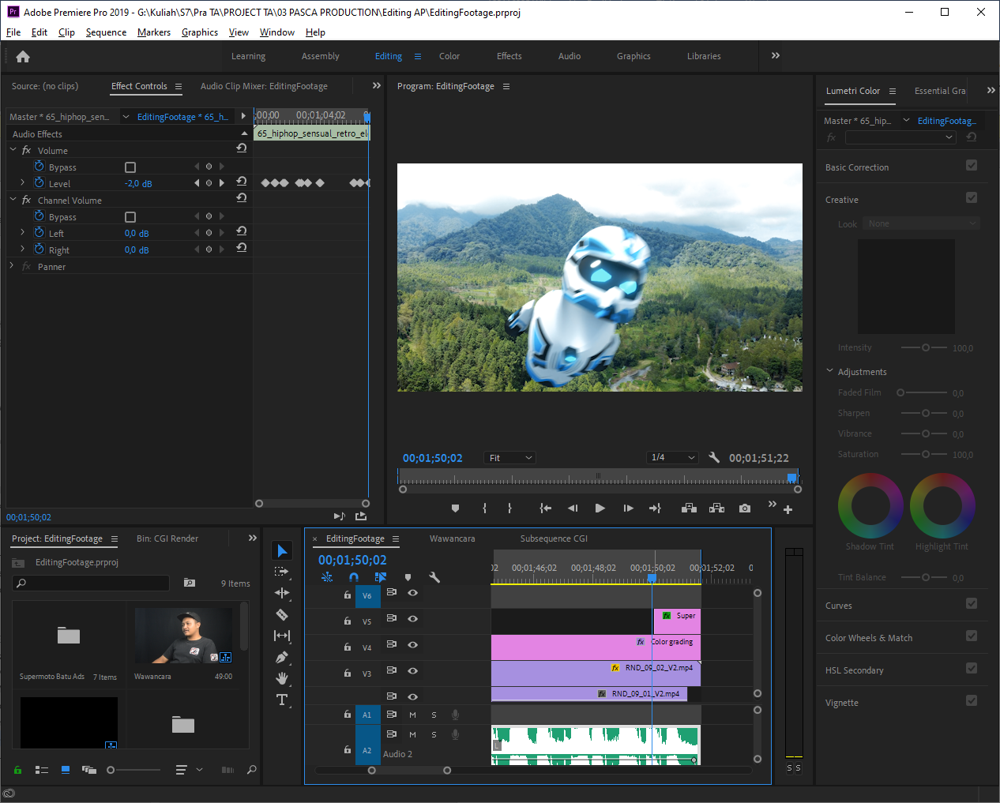 Pr Adobe Premiere Pro 2019 - G:\Kuliah\S7\Pra TA\PROJECT TA\03 PASCA PRODUCTION\Editing AP\EditingFootage.prproj
File Edit Clip Sequence Markers Graphics View Window Help
Learning Assembly Editing Color Effects Audio Graphics Libraries
Source: (no clips) Effect Controls Audio Clip Mixer: EditingFootage
Master * 65_hiphop_sen... EditingFootage * 65_h...
;00;00 00;01;04;02
Audio Effects
65_hiphop_sensual_retro_el
fx Volume
Bypass
Level -2,0 dB
fx Channel Volume
Bypass
Left 0,0 dB
Right 0,0 dB
fx Panner
00;01;50;02
Program: EditingFootage
00;01;50;02 Fit 1/4 00;01;51;22
Lumetri Color Essential Gra
Master * 65_hip... EditingFootag...
fx
Basic Correction
Creative
Look None
Intensity 100,0
Adjustments
Faded Film 0,0
Sharpen 0,0
Vibrance 0,0
Saturation 100,0
Shadow Tint Highlight Tint
Tint Balance 0,0
Curves
Color Wheels & Match
HSL Secondary
Vignette
Project: EditingFootage Bin: CGI Render
EditingFootage.prproj
9 Items
Supermoto Batu Ads 7 Items
Wawancara 49:00
× EditingFootage Wawancara Subsequence CGI
00;01;50;02
02 00;01;46;02 00;01;48;02 00;01;50;02 00;01;52;02 0
V6
V5 fx Super
V4 fx Color grading
V3 fx RND_09_02_V2.mp4
fx RND_09_01_V2.mp4
A1 M S
M S
A2 Audio 2
L
S S